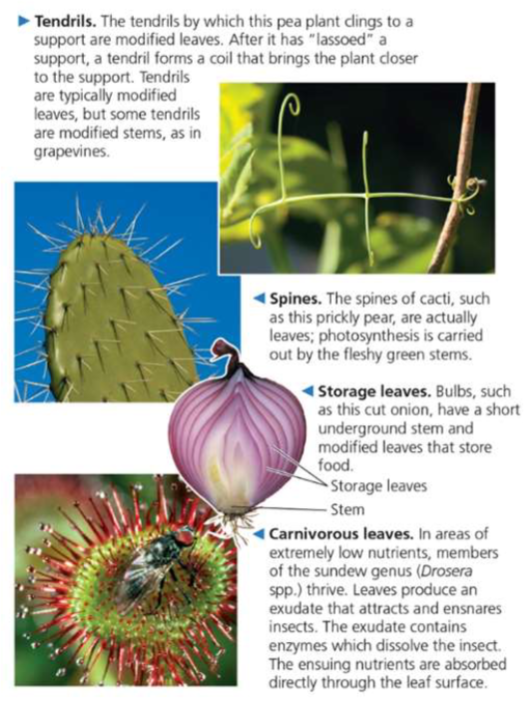 ▶ Tendrils. The tendrils by which this pea plant clings to a
support are modified leaves. After it has "lassoed" a
support, a tendril forms a coil that brings the plant closer
to the support. Tendrils
are typically modified
leaves, but some tendrils
are modified stems, as in
grapevines.
◀ Spines. The spines of cacti, such
as this prickly pear, are actually
leaves; photosynthesis is carried
out by the fleshy green stems.
◀ Storage leaves. Bulbs, such
as this cut onion, have a short
underground stem and
modified leaves that store
food.
Storage leaves
Stem
◀ Carnivorous leaves. In areas of
extremely low nutrients, members
of the sundew genus (Drosera
spp.) thrive. Leaves produce an
exudate that attracts and ensnares
insects. The exudate contains
enzymes which dissolve the insect.
The ensuing nutrients are absorbed
directly through the leaf surface.